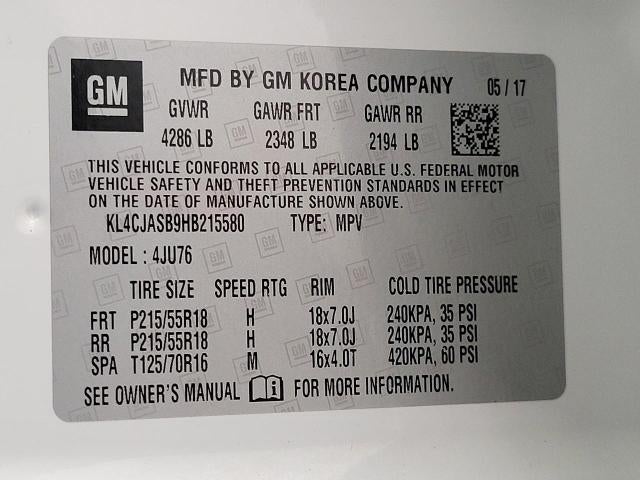 GM MFD BY GM KOREA COMPANY 05 / 17
GVWR GAWR FRT GAWR RR
4286 LB 2348 LB 2194 LB
THIS VEHICLE CONFORMS TO ALL APPLICABLE U.S. FEDERAL MOTOR
VEHICLE SAFETY AND THEFT PREVENTION STANDARDS IN EFFECT
ON THE DATE OF MANUFACTURE SHOWN ABOVE.
KL4CJASB9HB215580 TYPE: MPV
MODEL : 4JU76
TIRE SIZE SPEED RTG RIM COLD TIRE PRESSURE
FRT P215/55R18 H 18x7.0J 240KPA, 35 PSI
RR P215/55R18 H 18x7.0J 240KPA, 35 PSI
SPA T125/70R16 M 16x4.0T 420KPA, 60 PSI
SEE OWNER'S MANUAL FOR MORE INFORMATION.